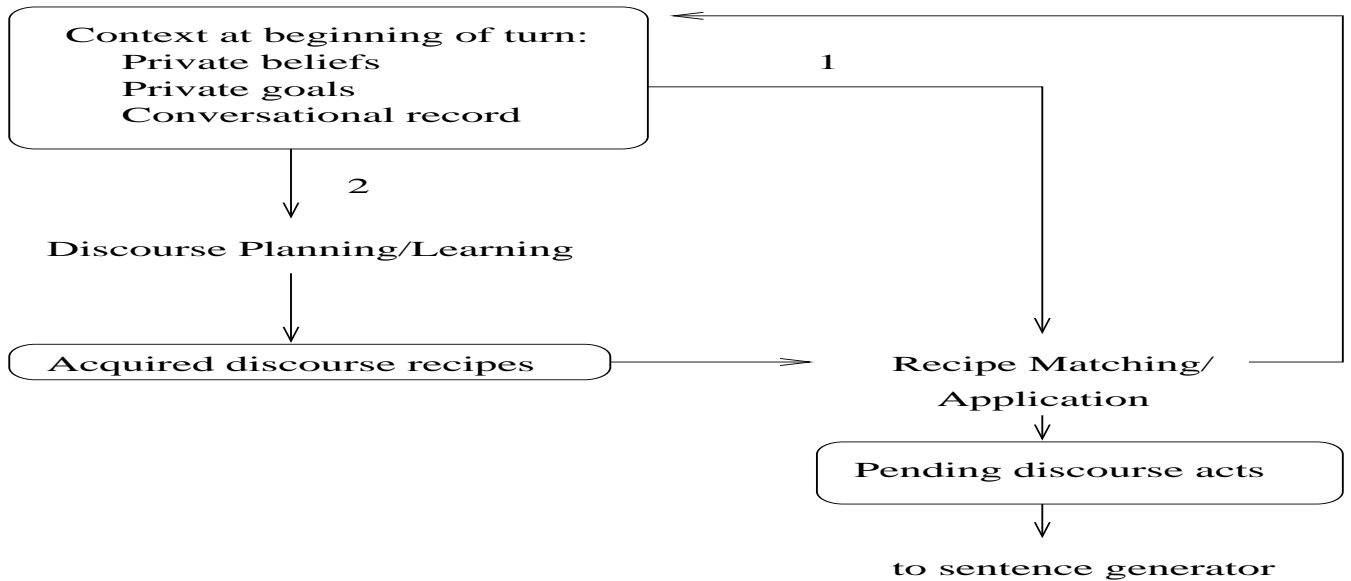 Context at beginning of turn:
Private beliefs
Private goals
Conversational record
1
2
Discourse Planning/Learning
Acquired discourse recipes
Recipe Matching/
Application
Pending discourse acts
to sentence generator